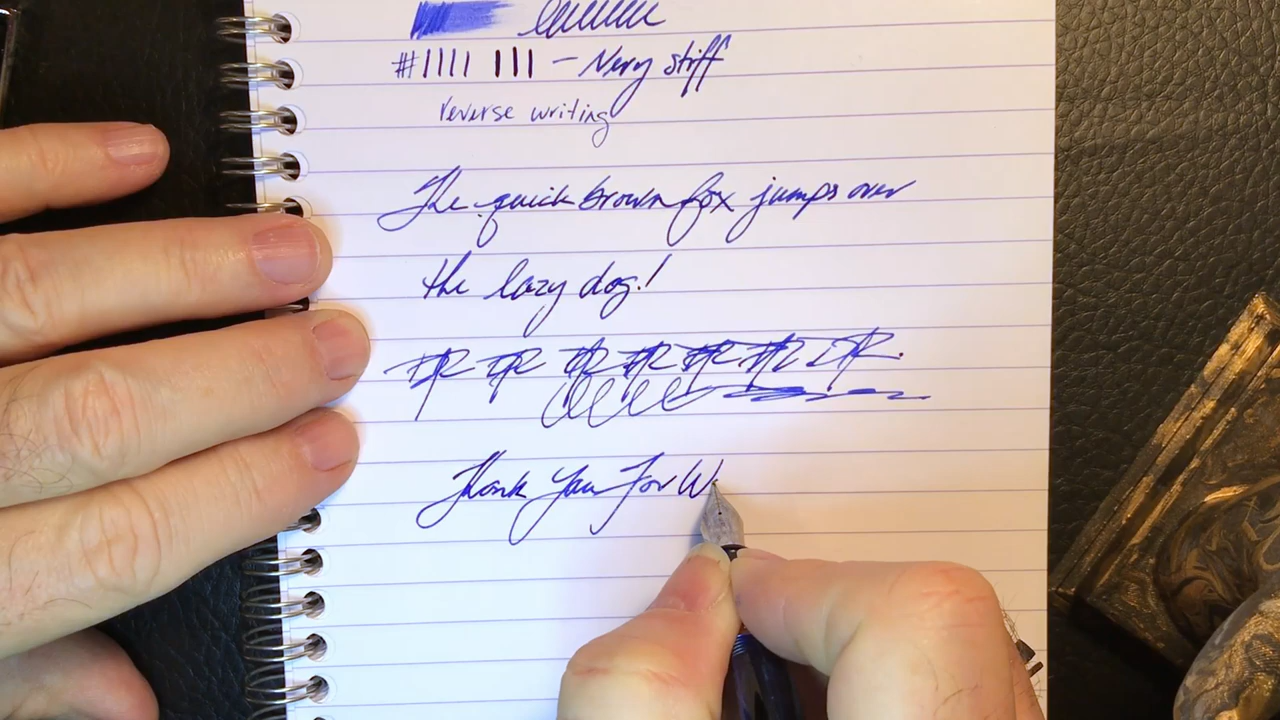 #1111 111 – Very stiff
reverse writing
The quick brown fox jumps over
the lazy dog!
Thank You For W